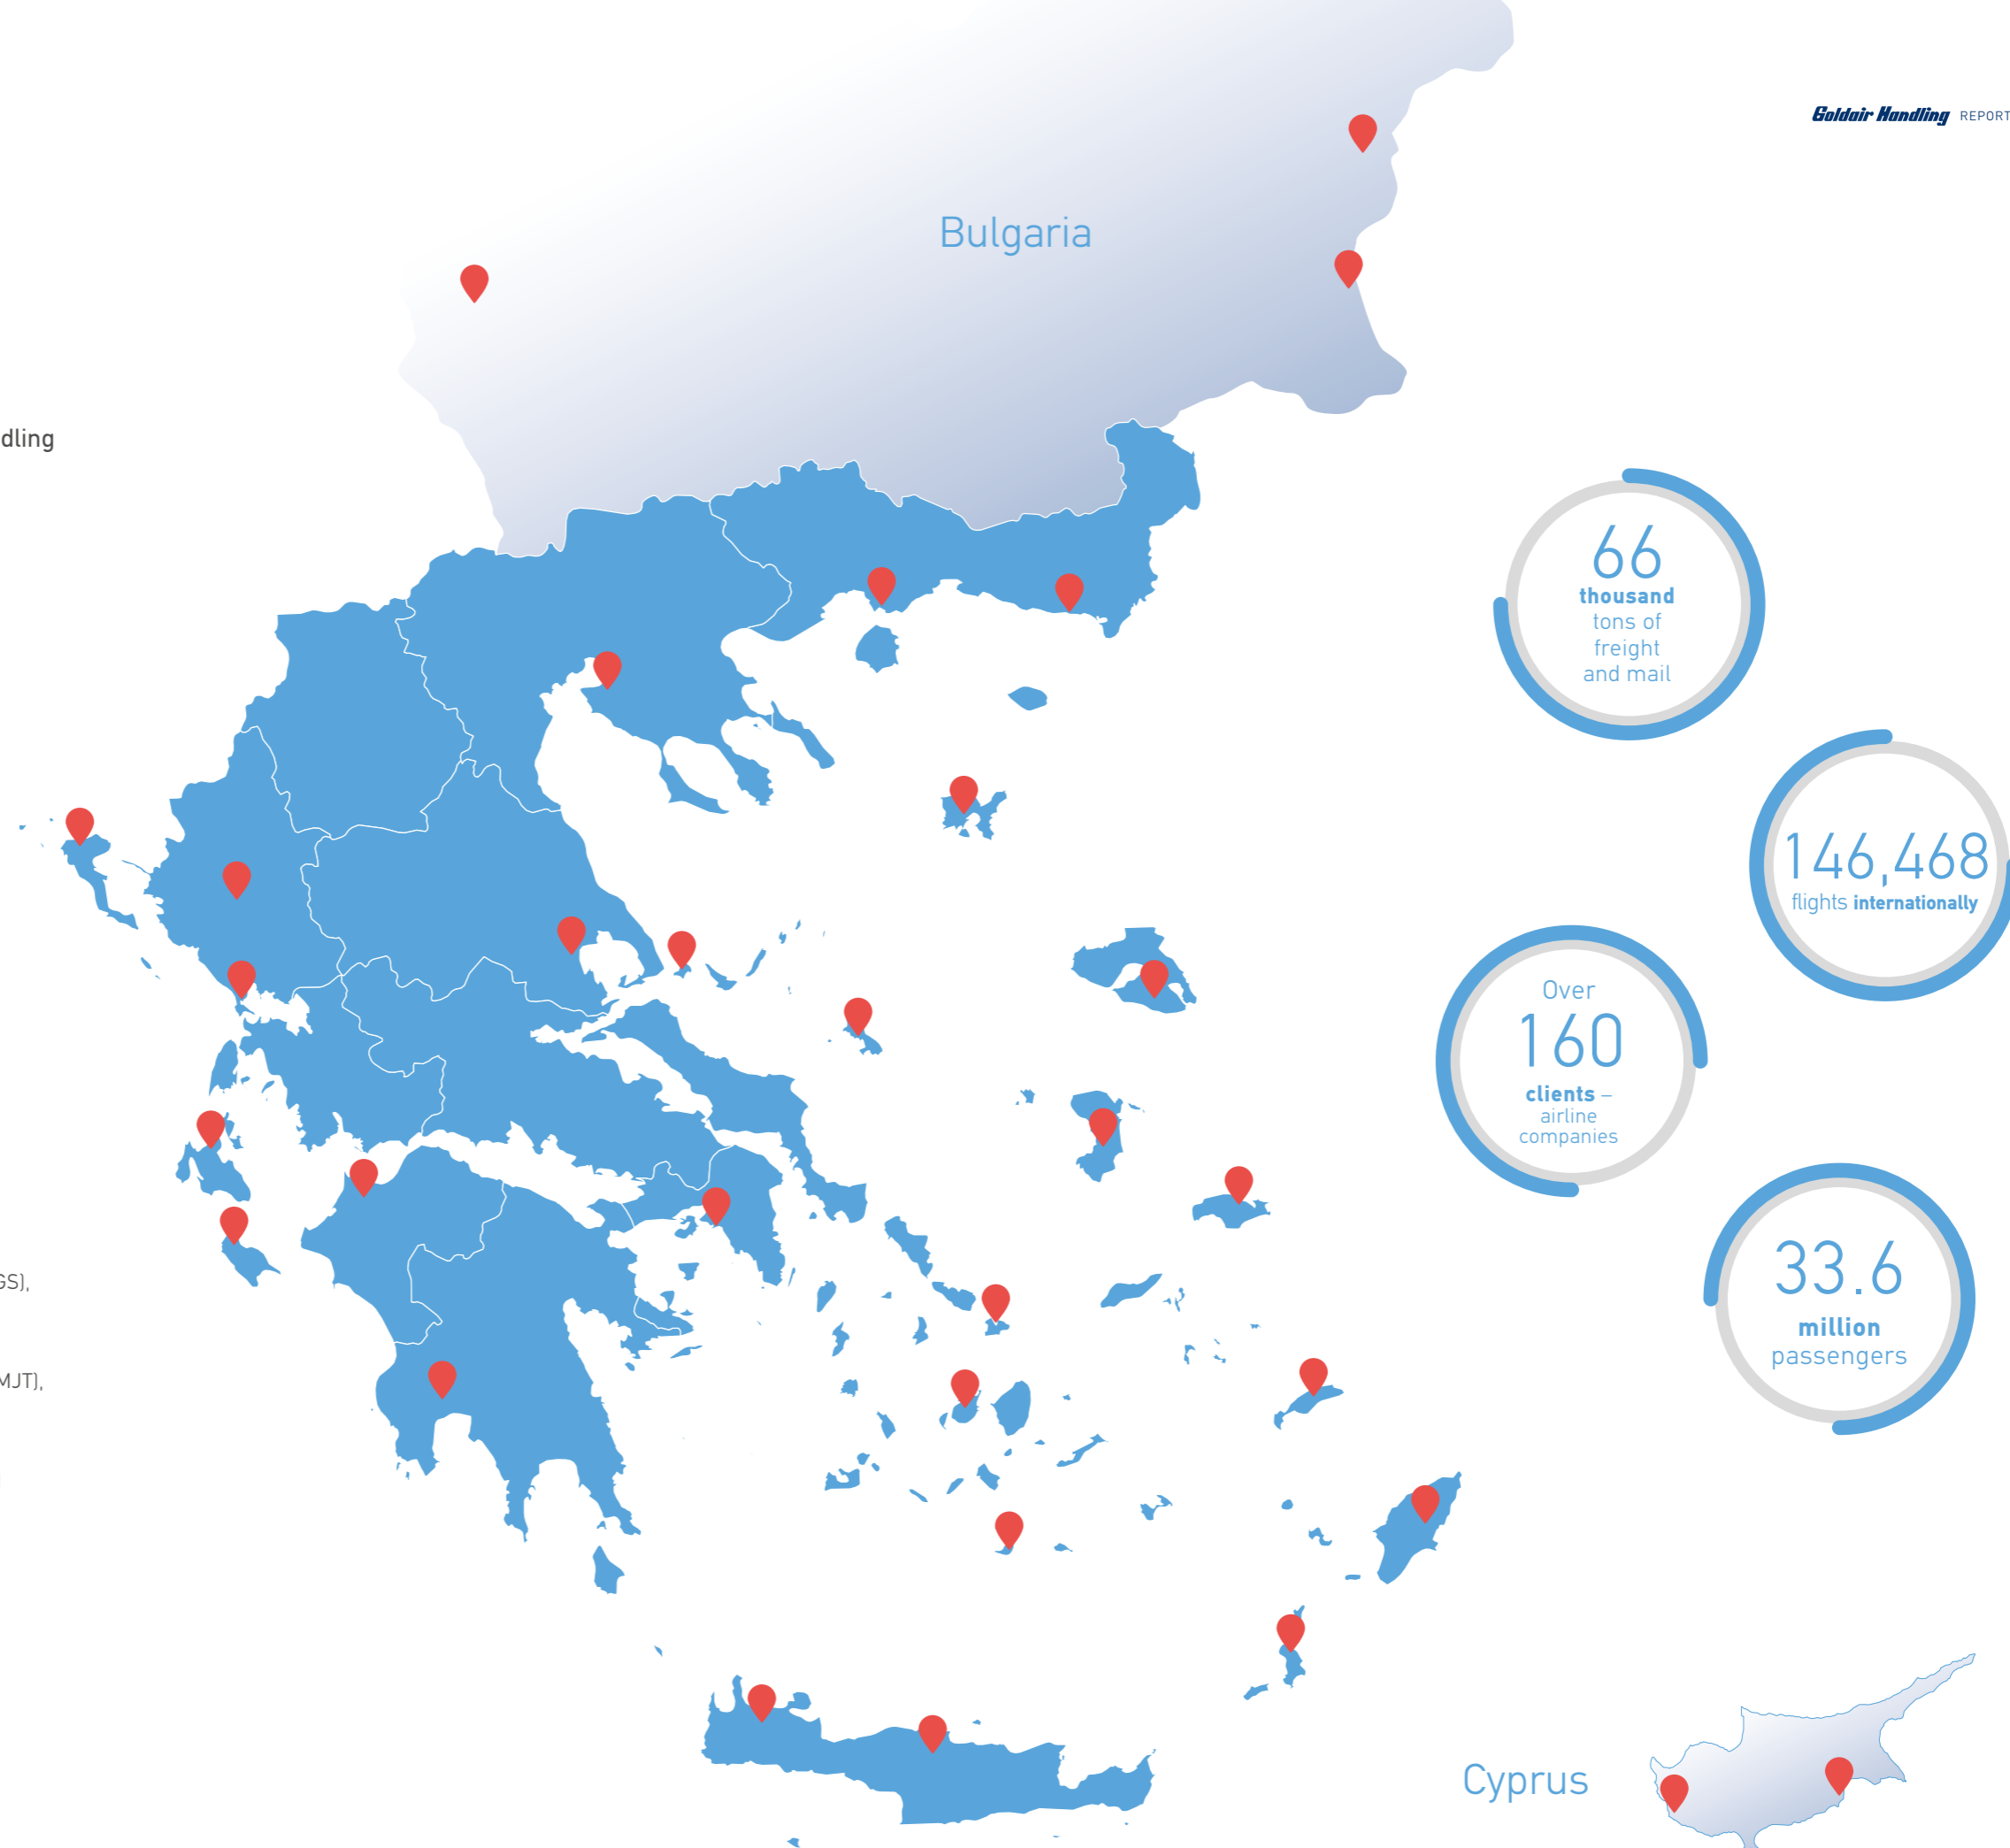 Goldair Handling REPORT
Bulgaria
dling
66
thousand
tons of
freight
and mail
146,468
flights internationally
Over
160
clients –
airline
companies
33.6
million
passengers
GS),
MJT),
Cyprus